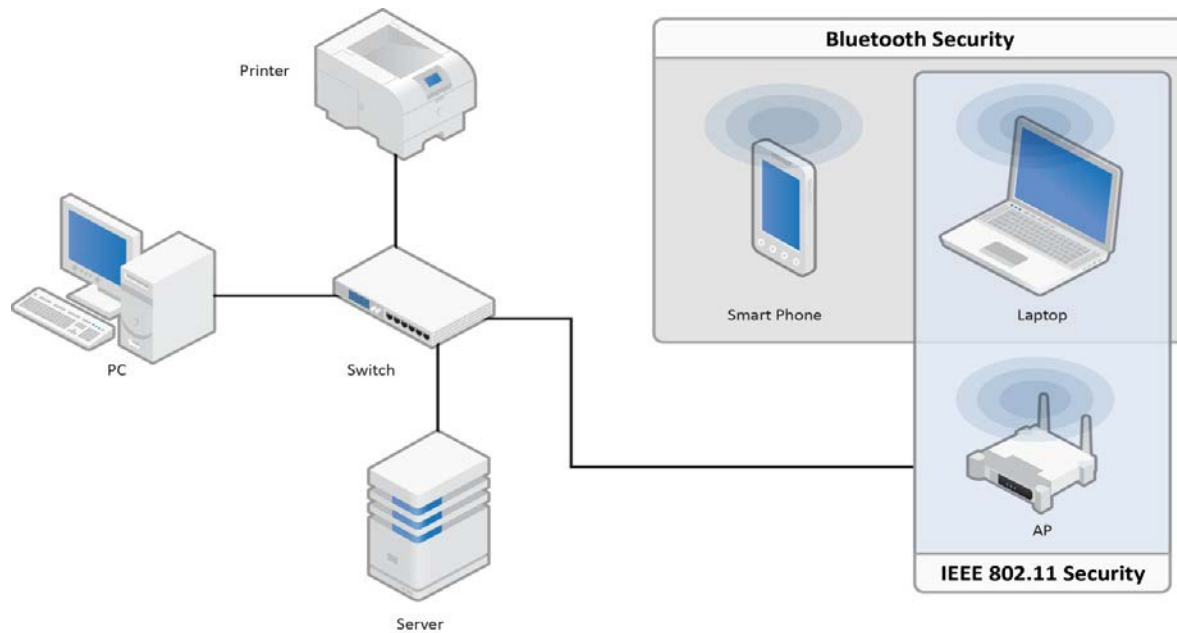 Bluetooth Security
Printer
Smart Phone
Laptop
PC
Switch
AP
IEEE 802.11 Security
Server